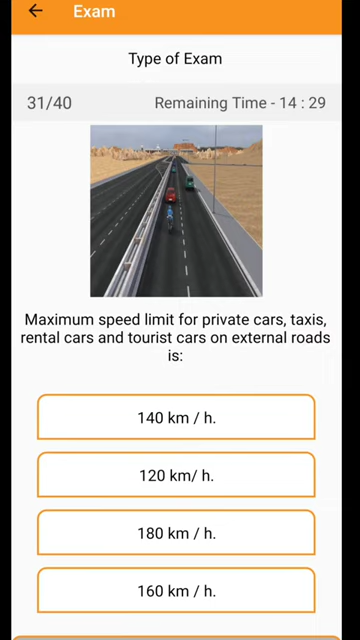 Exam
Type of Exam
31/40
Remaining Time - 14 : 29
Maximum speed limit for private cars, taxis,
rental cars and tourist cars on external roads
is:
140 km / h.
120 km/ h.
180 km / h.
160 km / h.